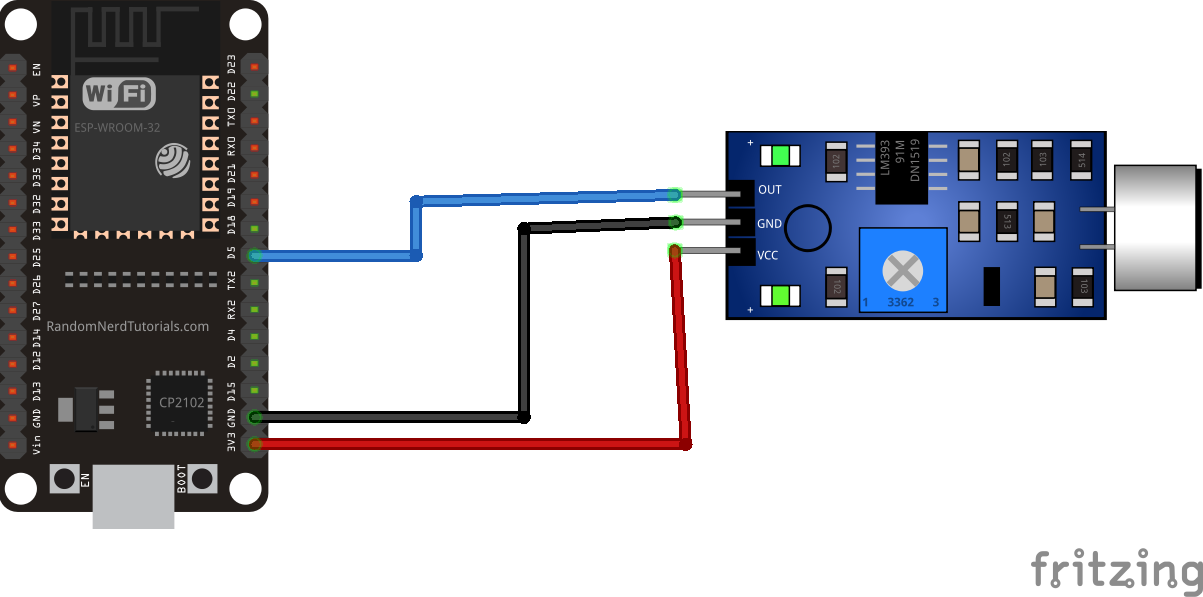 EN
VP
VN
D34
D35
D32
D33
D25
D26
D27
D14
D12
D13
GND
Vin
WiFi
ESP-WROOM-32
RandomNerdTutorials.com
CP2102
EN
BOOT
D23
D22
TX0
RX0
D21
D19
D18
D5
TX2
RX2
D4
D2
D15
GND
3V3
+
OUT
GND
VCC
+
102
102
LM393
91M
DN1519
102
103
514
513
103
1 3362 3
fritzing